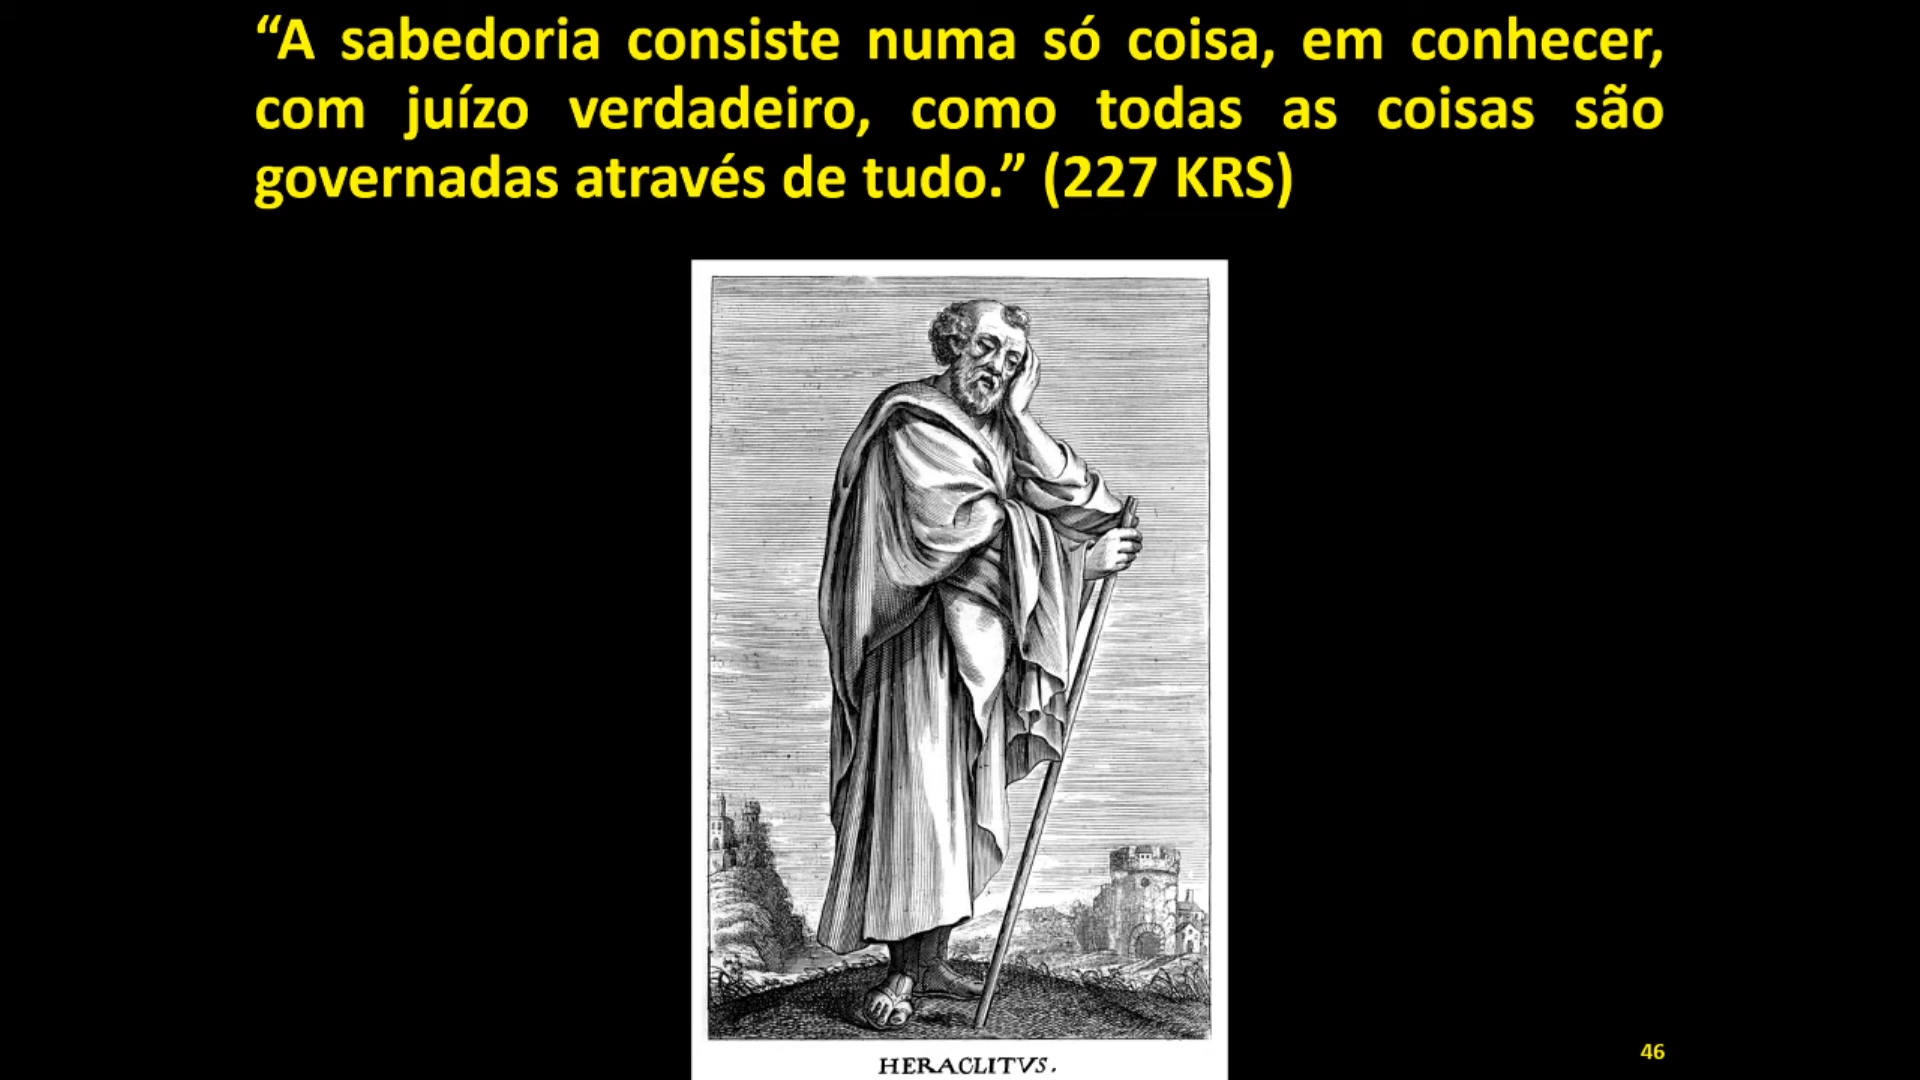 “A sabedoria consiste numa só coisa, em conhecer,
com juízo verdadeiro, como todas as coisas são
governadas através de tudo.” (227 KRS)
HERACLITVS.
46